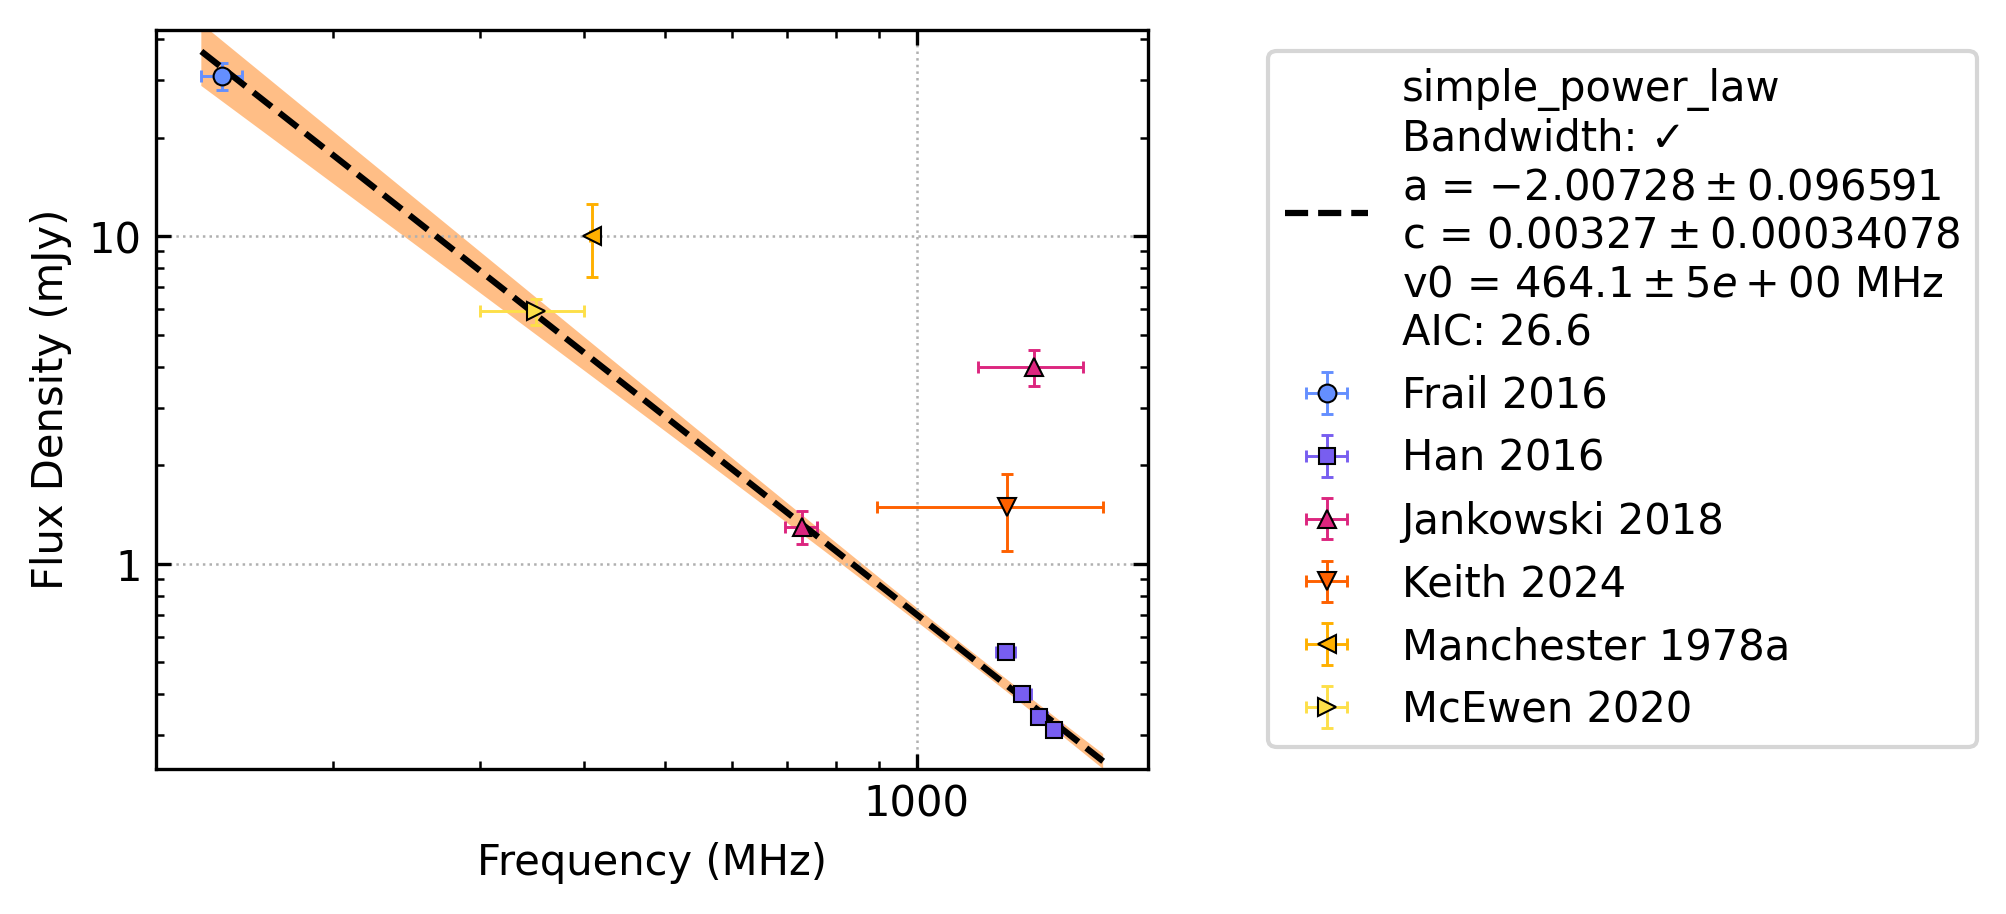 Flux Density (mJy)
10
1
1000
Frequency (MHz)
simple_power_law
Bandwidth: ✓
a = −2.00728 ± 0.096591
c = 0.00327 ± 0.00034078
v0 = 464.1 ± 5e + 00 MHz
AIC: 26.6
Frail 2016
Han 2016
Jankowski 2018
Keith 2024
Manchester 1978a
McEwen 2020